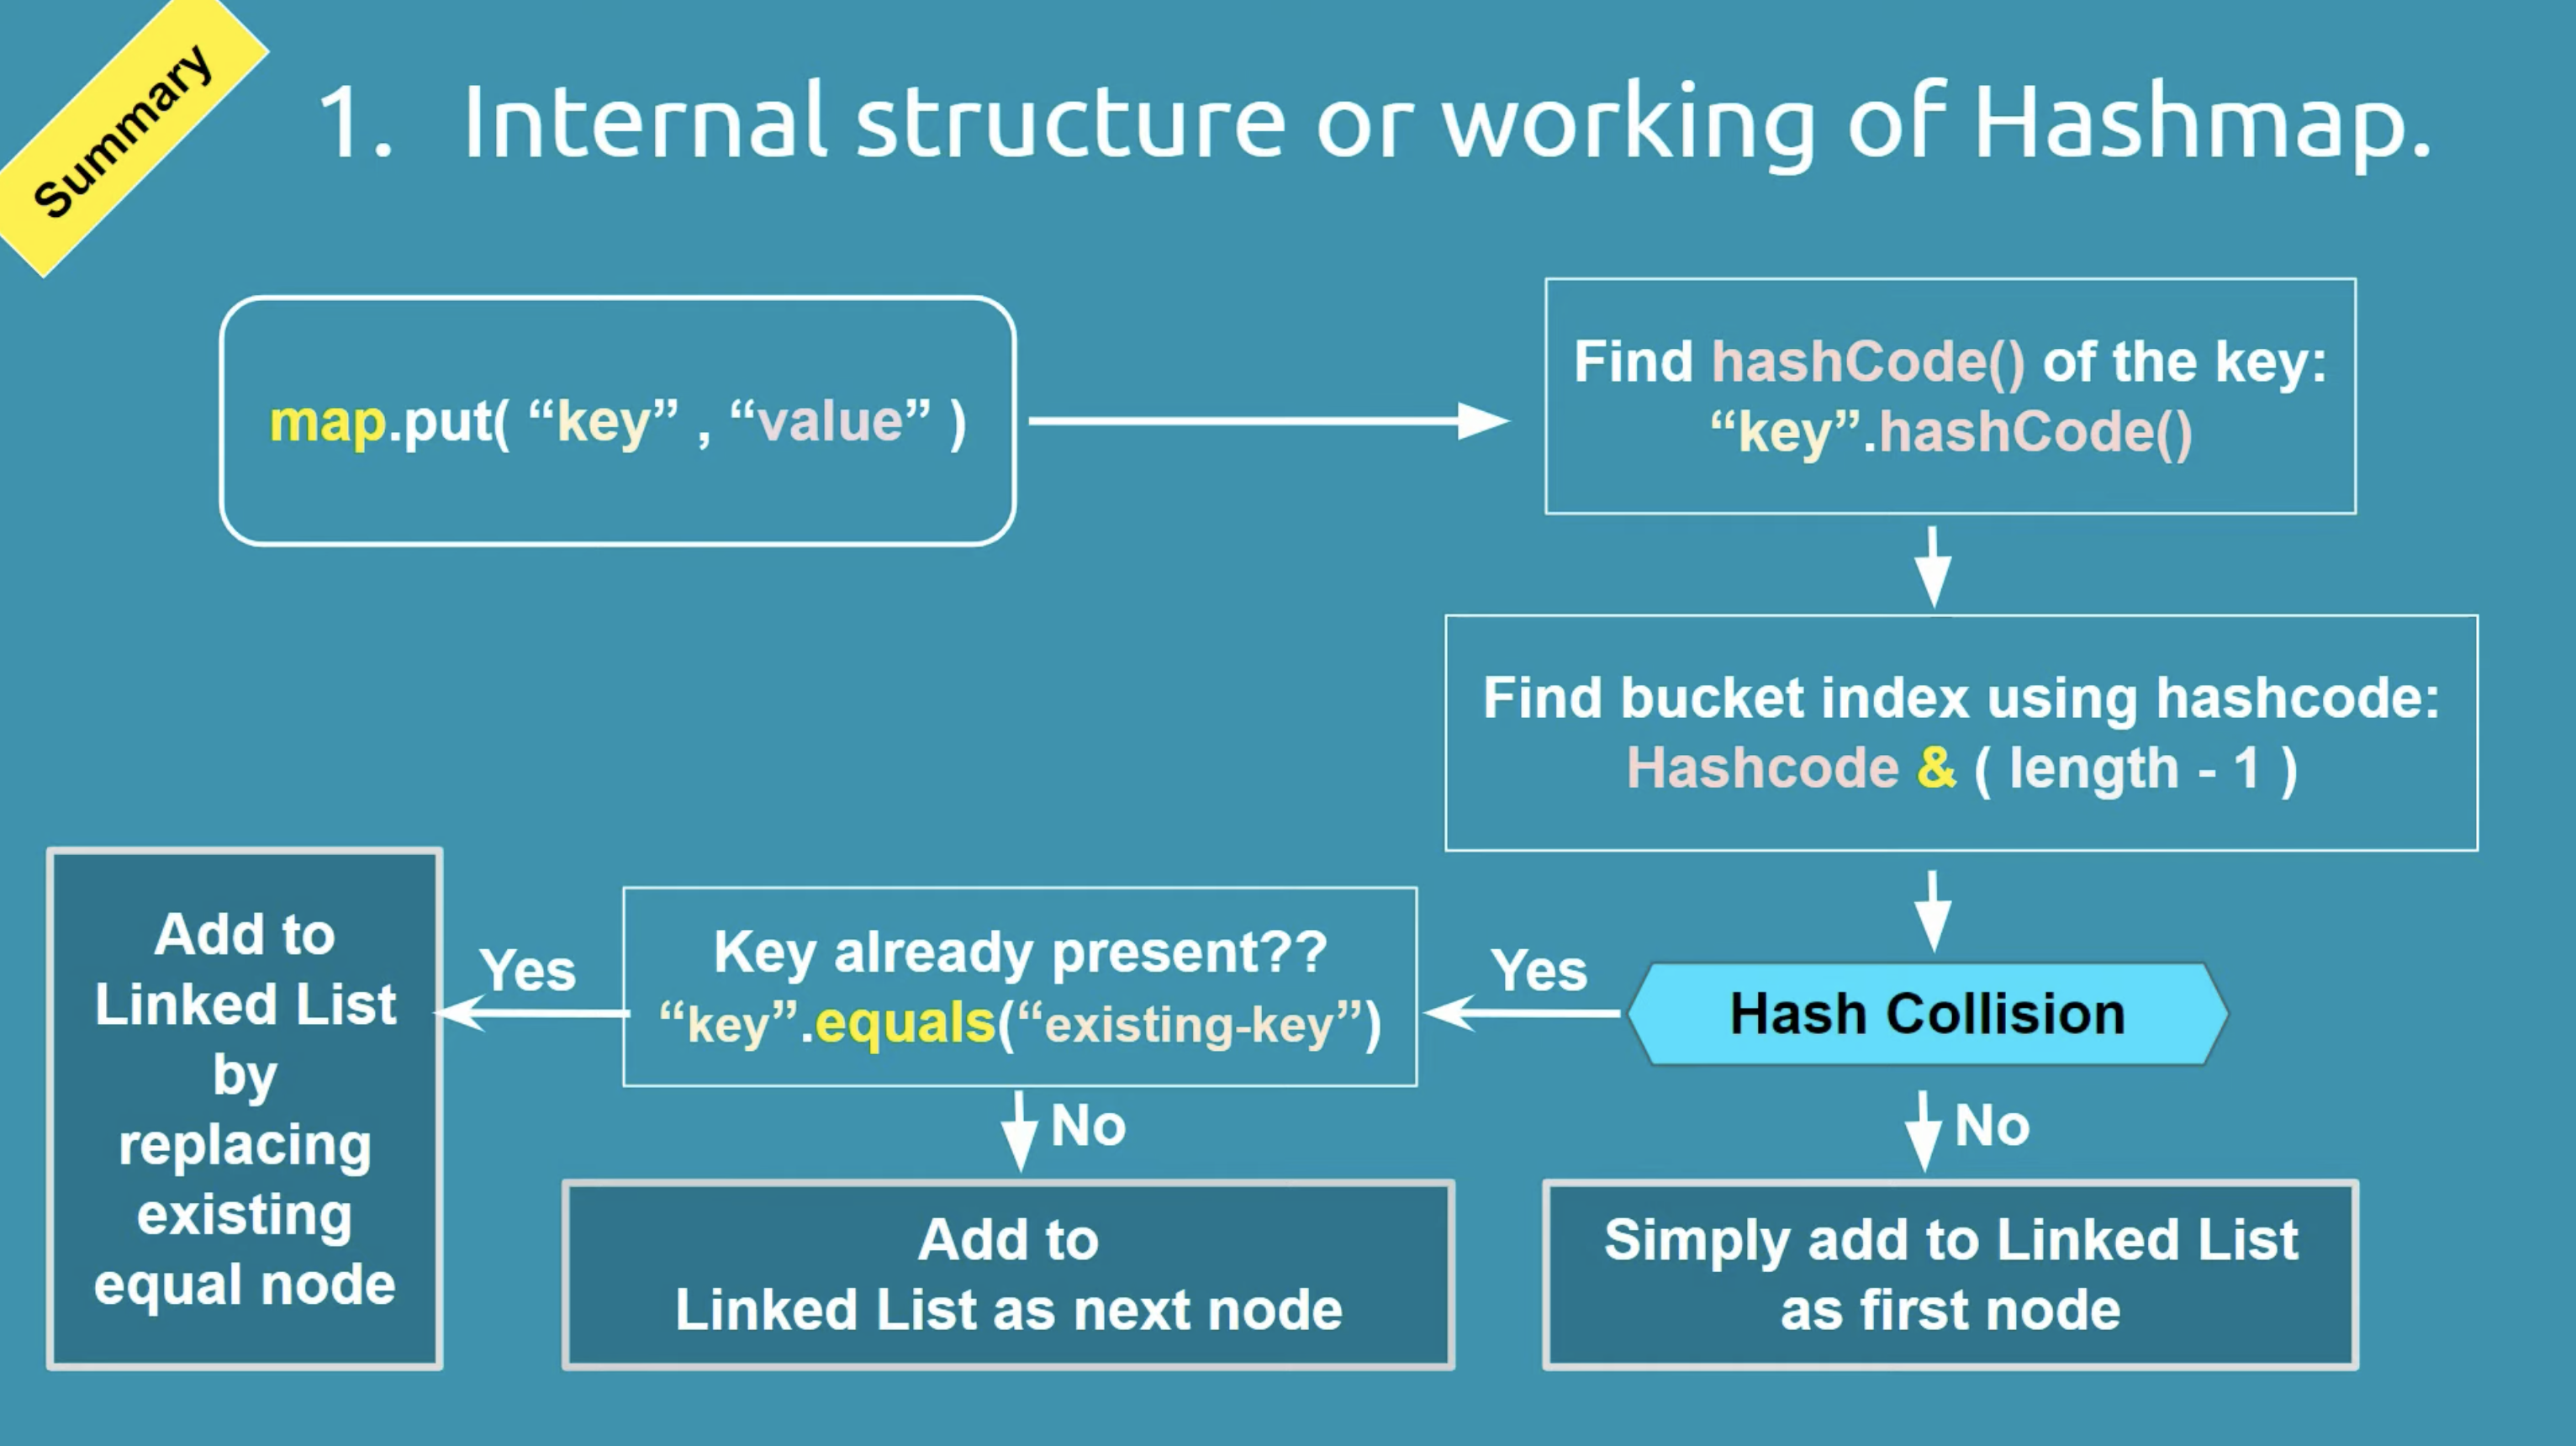 Summary
1. Internal structure or working of Hashmap.
map.put( “key” , “value” )
Find hashCode() of the key:
“key”.hashCode()
Find bucket index using hashcode:
Hashcode & ( length - 1 )
Hash Collision
Yes
No
Key already present??
“key”.equals(“existing-key”)
Yes
No
Add to
Linked List
by
replacing
existing
equal node
Add to
Linked List as next node
Simply add to Linked List
as first node